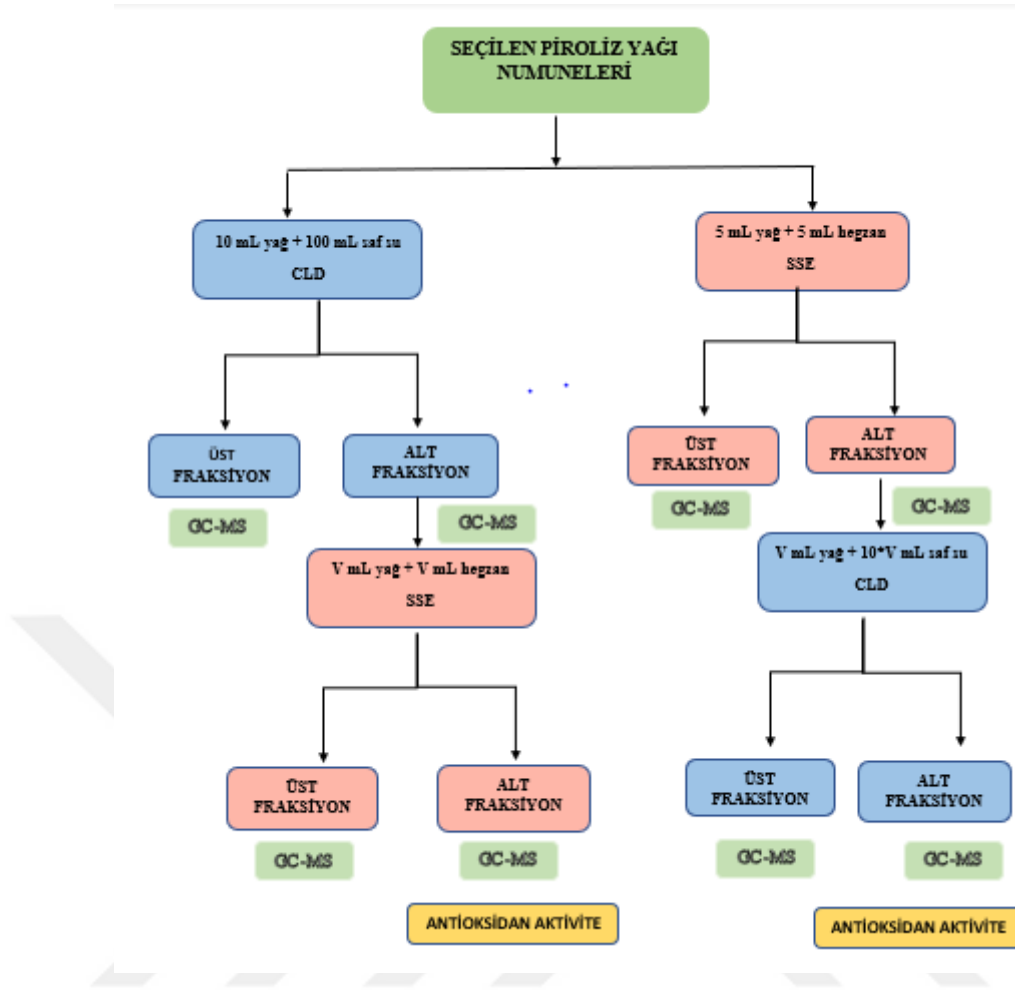 SEÇİLEN PİROLİZ YAĞI
NUMUNELERİ
10 mL yağ + 100 mL saf su
CLD
5 mL yağ + 5 mL hegzan
SSE
ÜST
FRAKSİYON
ALT
FRAKSİYON
ÜST
FRAKSİYON
ALT
FRAKSİYON
GC-MS
GC-MS
GC-MS
GC-MS
V mL yağ + V mL hegzan
SSE
V mL yağ + 10*V mL saf su
CLD
ÜST
FRAKSİYON
ALT
FRAKSİYON
ÜST
FRAKSİYON
ALT
FRAKSİYON
GC-MS
GC-MS
GC-MS
GC-MS
ANTİOKSİDAN AKTİVİTE
ANTİOKSİDAN AKTİVİTE